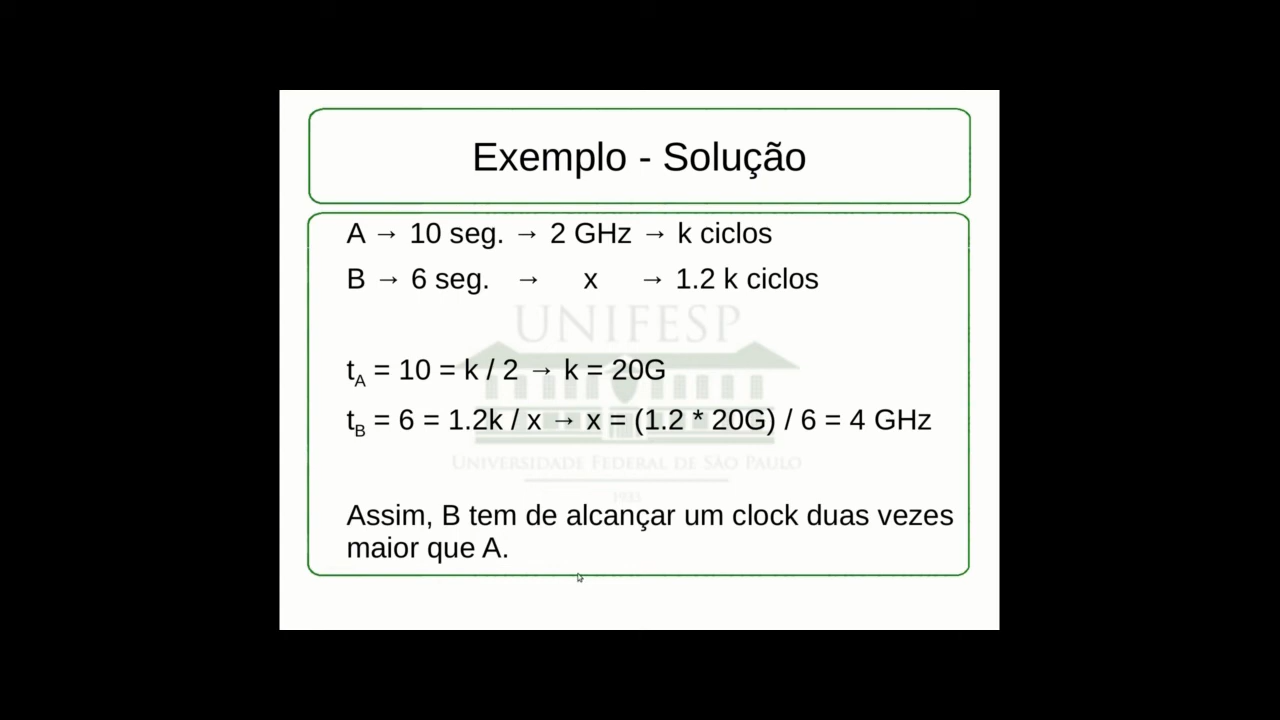 Exemplo - Solução
A → 10 seg. → 2 GHz → k ciclos
B → 6 seg. → x → 1.2 k ciclos
UNIFESP
t_A = 10 = k / 2 → k = 20G
t_B = 6 = 1.2k / x → x = (1.2 * 20G) / 6 = 4 GHz
UNIVERSIDADE FEDERAL DE SÃO PAULO
Assim, B tem de alcançar um clock duas vezes
maior que A.